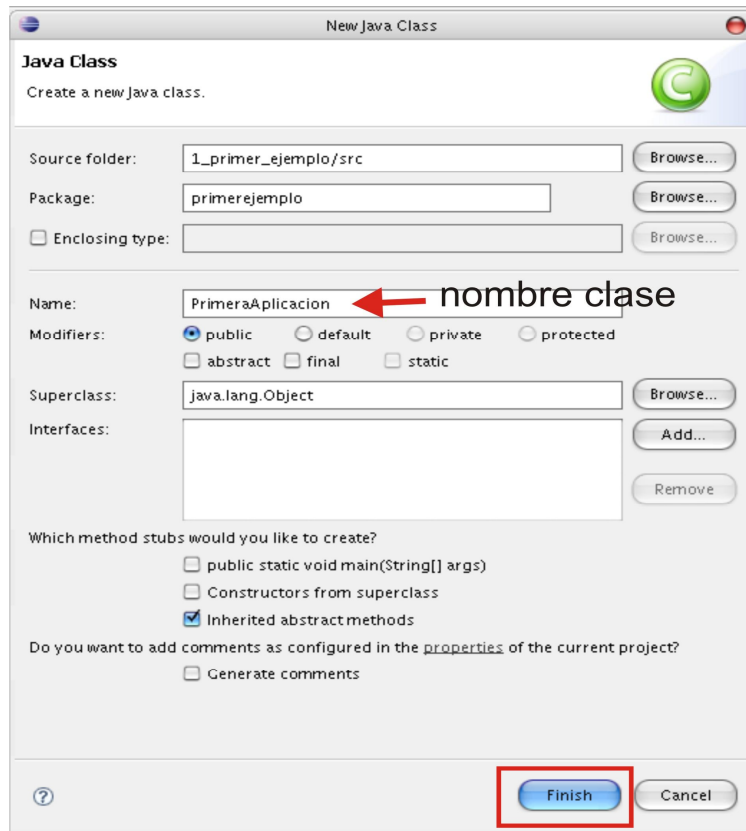 New Java Class
Java Class
Create a new Java class.
Source folder: 1_primer_ejemplo/src Browse...
Package: primerejemplo Browse...
Enclosing type: Browse...
Name: PrimeraAplicacion nombre clase
Modifiers: public default private protected
abstract final static
Superclass: java.lang.Object Browse...
Interfaces: Add...
Remove
Which method stubs would you like to create?
public static void main(String[] args)
Constructors from superclass
Inherited abstract methods
Do you want to add comments as configured in the properties of the current project?
Generate comments
? Finish Cancel